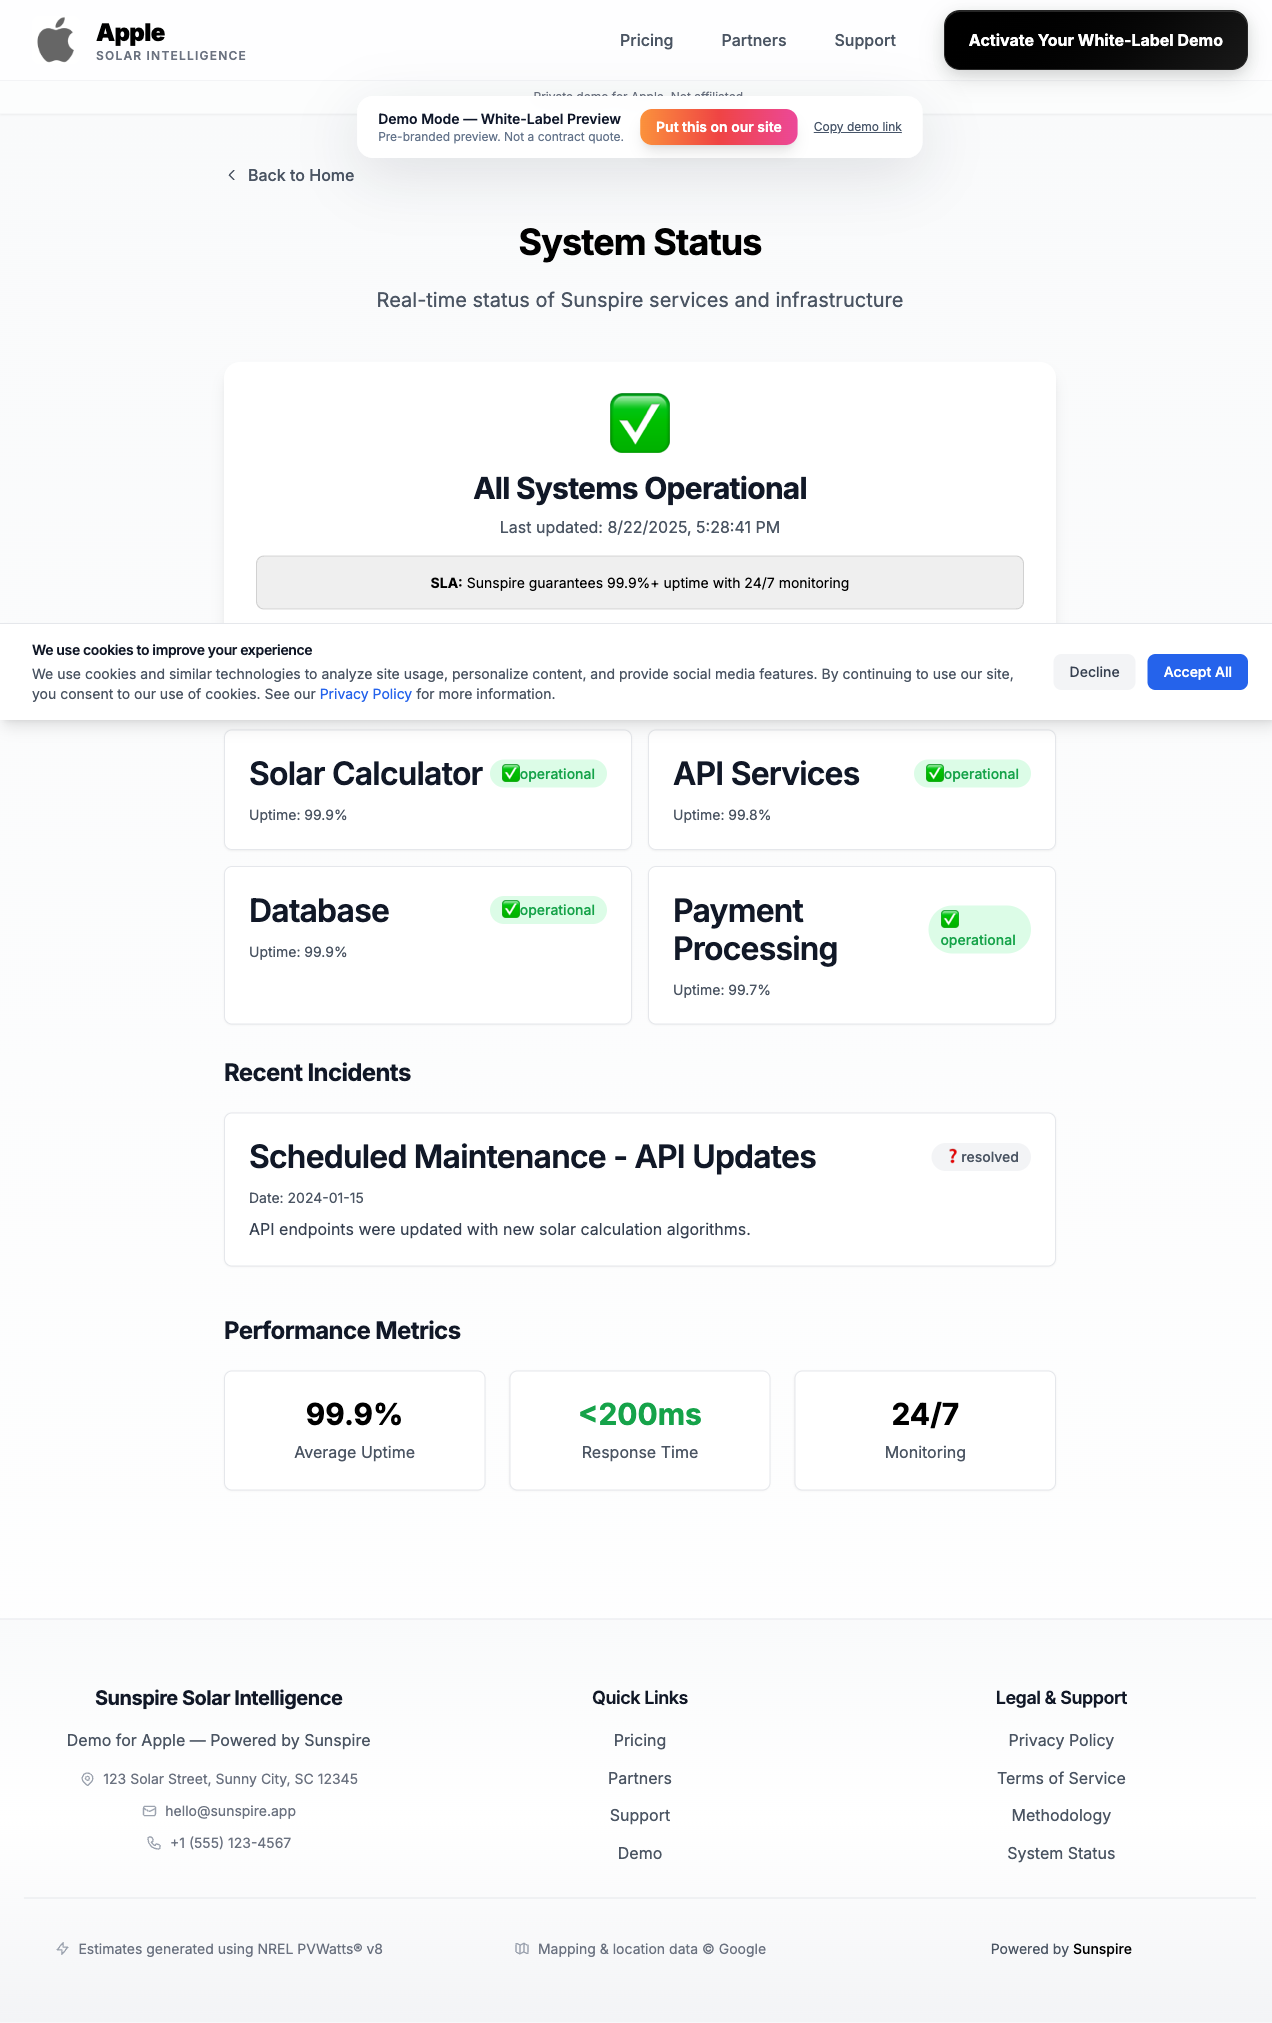 Apple
SOLAR INTELLIGENCE
Pricing
Partners
Support
Activate Your White-Label Demo
Private demo for Apple. Not affiliated
Demo Mode — White-Label Preview
Pre-branded preview. Not a contract quote.
Put this on our site
Copy demo link
Back to Home
System Status
Real-time status of Sunspire services and infrastructure
All Systems Operational
Last updated: 8/22/2025, 5:28:41 PM
SLA: Sunspire guarantees 99.9%+ uptime with 24/7 monitoring
We use cookies to improve your experience
We use cookies and similar technologies to analyze site usage, personalize content, and provide social media features. By continuing to use our site,
you consent to our use of cookies. See our Privacy Policy for more information.
Decline
Accept All
Solar Calculator
✅operational
Uptime: 99.9%
API Services
✅operational
Uptime: 99.8%
Database
✅operational
Uptime: 99.9%
Payment
Processing
✅
operational
Uptime: 99.7%
Recent Incidents
Scheduled Maintenance - API Updates
❓resolved
Date: 2024-01-15
API endpoints were updated with new solar calculation algorithms.
Performance Metrics
99.9%
Average Uptime
<200ms
Response Time
24/7
Monitoring
Sunspire Solar Intelligence
Demo for Apple — Powered by Sunspire
123 Solar Street, Sunny City, SC 12345
hello@sunspire.app
+1 (555) 123-4567
Quick Links
Pricing
Partners
Support
Demo
Legal & Support
Privacy Policy
Terms of Service
Methodology
System Status
Estimates generated using NREL PVWatts® v8
Mapping & location data © Google
Powered by Sunspire